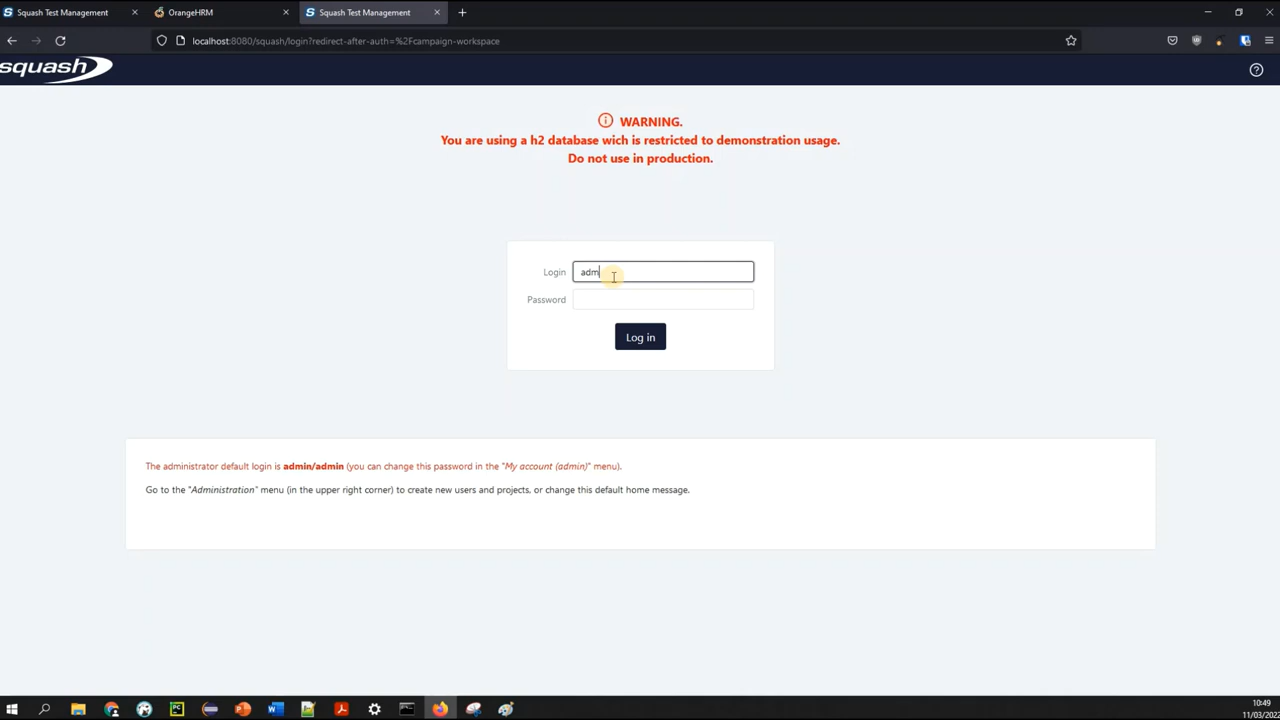 Squash Test Management
OrangeHRM
Squash Test Management
localhost:8080/squash/login?redirect-after-auth=%2Fcampaign-workspace
squash
WARNING.
You are using a h2 database wich is restricted to demonstration usage.
Do not use in production.
Login
adm
Password
Log in
The administrator default login is admin/admin (you can change this password in the "My account (admin)" menu).
Go to the "Administration" menu (in the upper right corner) to create new users and projects, or change this default home message.
10:49
11/03/2022